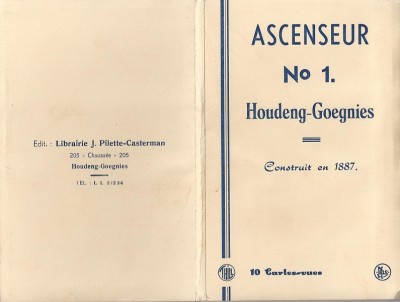 Edit. : Librairie J. Pilette-Casterman
205 - Chaussée - 205
Houdeng-Goegnies
ASCENSEUR
No 1.
Houdeng-Goegnies
Construit en 1887.
THILL
10 Cartes-vues